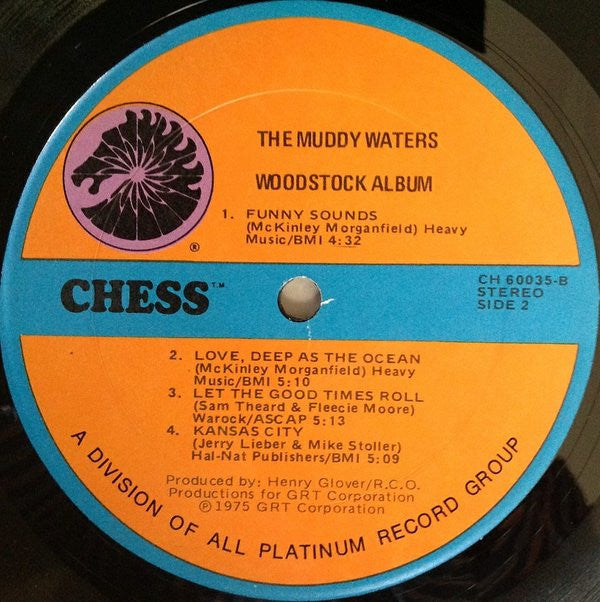 THE MUDDY WATERS
WOODSTOCK ALBUM
1. FUNNY SOUNDS
(McKinley Morganfield) Heavy
Music/BMI 4:32
®
CHESS T.M.
CH 60035-B
STEREO
SIDE 2
2. LOVE, DEEP AS THE OCEAN
(McKinley Morganfield) Heavy
Music/BMI 5:10
3. LET THE GOOD TIMES ROLL
(Sam Theard & Fleecie Moore)
Warock/ASCAP 5:13
4. KANSAS CITY
(Jerry Lieber & Mike Stoller)
Hal-Nat Publishers/BMI 5:09
Produced by: Henry Glover/R.C.O.
Productions for GRT Corporation
℗ 1975 GRT Corporation
A DIVISION OF ALL PLATINUM RECORD GROUP